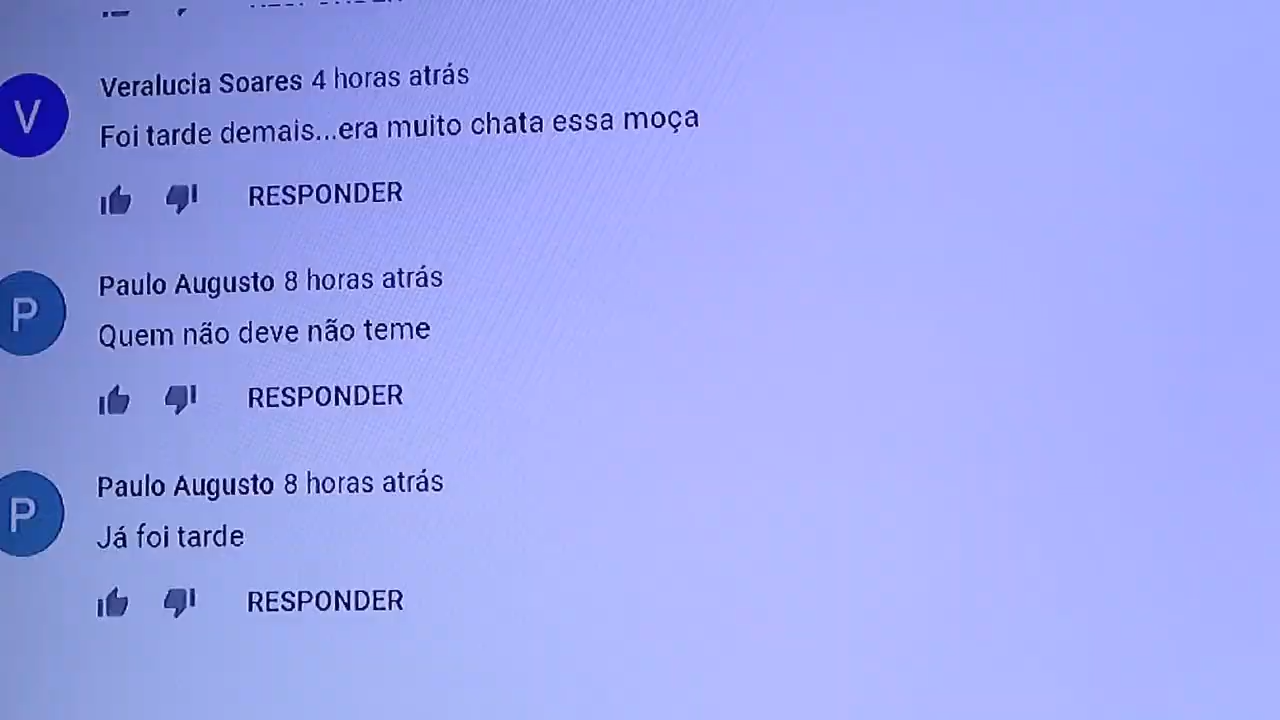 V
Veralucia Soares 4 horas atrás
Foi tarde demais...era muito chata essa moça
RESPONDER
P
Paulo Augusto 8 horas atrás
Quem não deve não teme
RESPONDER
P
Paulo Augusto 8 horas atrás
Já foi tarde
RESPONDER